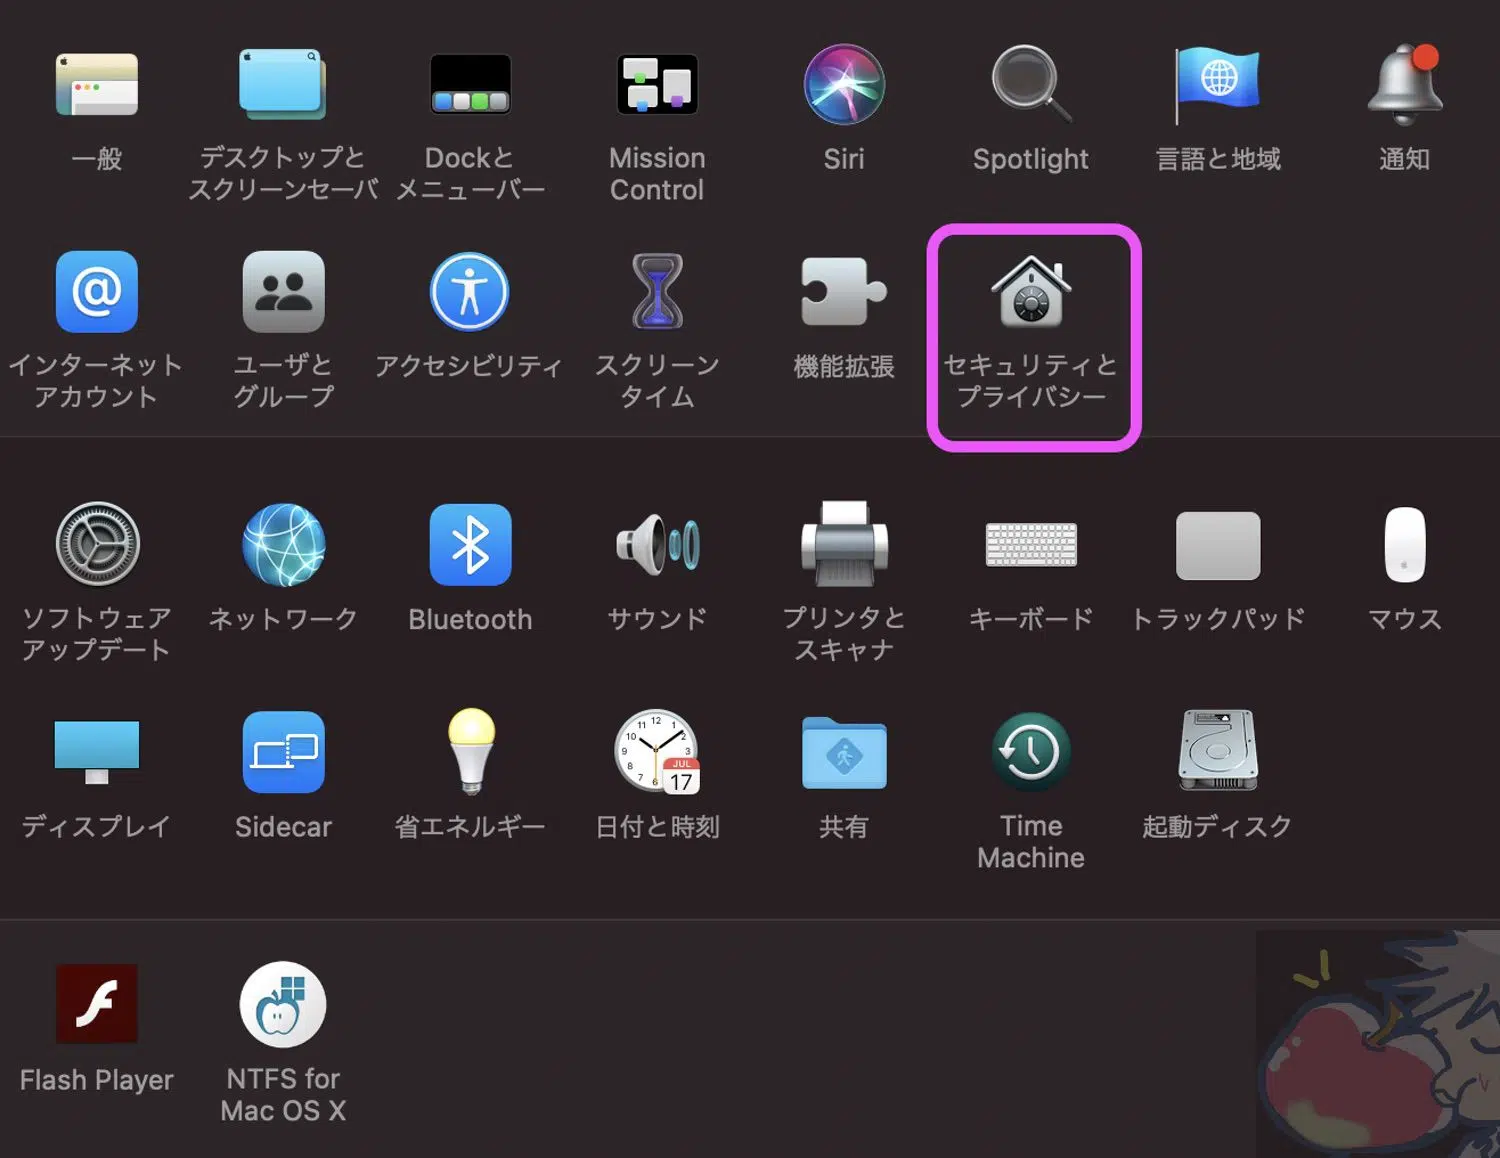 一般
デスクトップと
スクリーンセーバ
Dockと
メニューバー
Mission
Control
Siri
Spotlight
言語と地域
通知
インターネット
アカウント
ユーザと
グループ
アクセシビリティ
スクリーン
タイム
機能拡張
セキュリティと
プライバシー
ソフトウェア
アップデート
ネットワーク
Bluetooth
サウンド
プリンタと
スキャナ
キーボード
トラックパッド
マウス
ディスプレイ
Sidecar
省エネルギー
11 12 1
10 2
9 3
8
7 6
JUL
17
日付と時刻
共有
Time
Machine
起動ディスク
Flash Player
NTFS for
Mac OS X